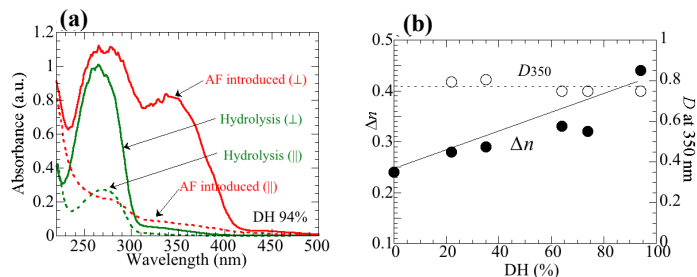 (a)
Absorbance (a.u.)
1.2
1
0.8
0.6
0.4
0.2
0
250 300 350 400 450 500
Wavelength (nm)
AF introduced (⊥)
Hydrolysis (⊥)
Hydrolysis (||)
AF introduced (||)
DH 94%
(b)
Δn
0.5
0.4
0.3
0.2
0.1
0 20 40 60 80 100
DH (%)
D350
Δn
1
0.8
0.6
0.4
0.2
0
D at 350 nm